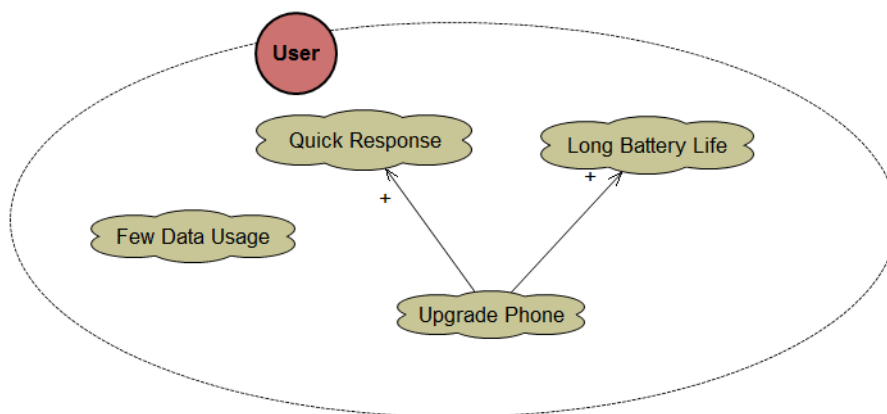 User
Quick Response
Long Battery Life
+
+
Few Data Usage
Upgrade Phone